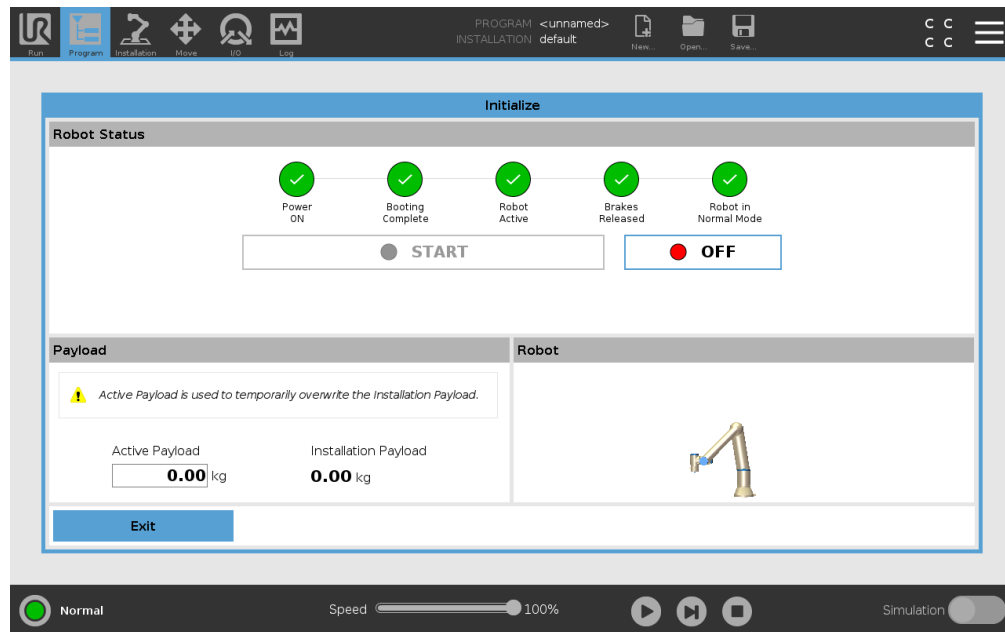 UR
PROGRAM <unnamed>
INSTALLATION default
C C
C C
Run Program Installation Move I/O Log New... Open... Save...
Initialize
Robot Status
Power ON
Booting Complete
Robot Active
Brakes Released
Robot in Normal Mode
START
OFF
Payload
Robot
Active Payload is used to temporarily overwrite the Installation Payload.
Active Payload Installation Payload
0.00 kg 0.00 kg
Exit
Normal Speed 100% Simulation